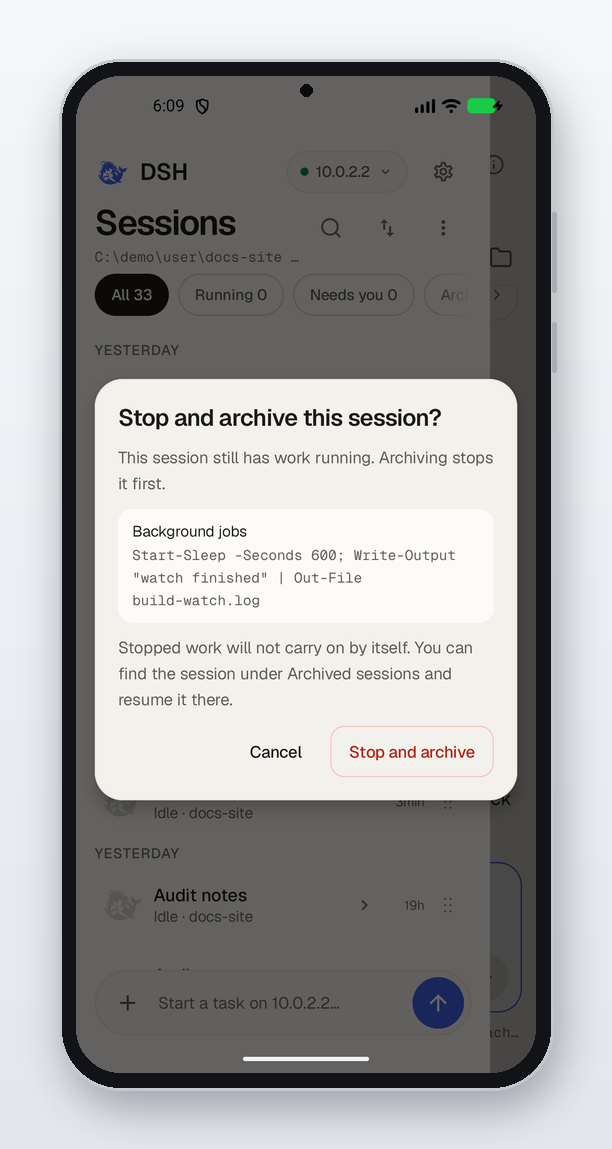 6:09
DSH
10.0.2.2
Sessions
C:\demo\user\docs-site …
All 33
Running 0
Needs you 0
YESTERDAY
Stop and archive this session?
This session still has work running. Archiving stops
it first.
Background jobs
Start-Sleep -Seconds 600; Write-Output
"watch finished" | Out-File
build-watch.log
Stopped work will not carry on by itself. You can
find the session under Archived sessions and
resume it there.
Cancel
Stop and archive
3min
Idle · docs-site
YESTERDAY
Audit notes
19h
Idle · docs-site
Start a task on 10.0.2.2…